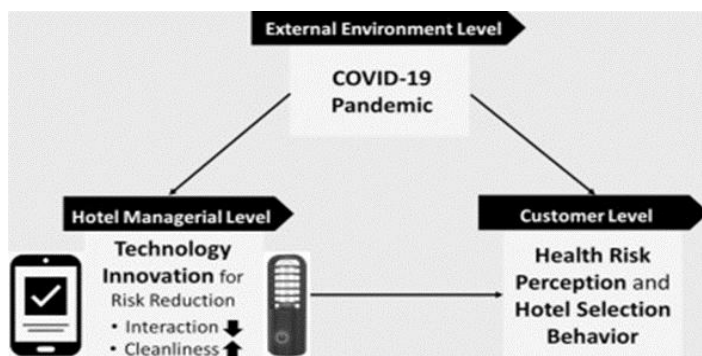 External Environment Level
COVID-19
Pandemic
Hotel Managerial Level
Technology
Innovation for
Risk Reduction
• Interaction
• Cleanliness
Customer Level
Health Risk
Perception and
Hotel Selection
Behavior